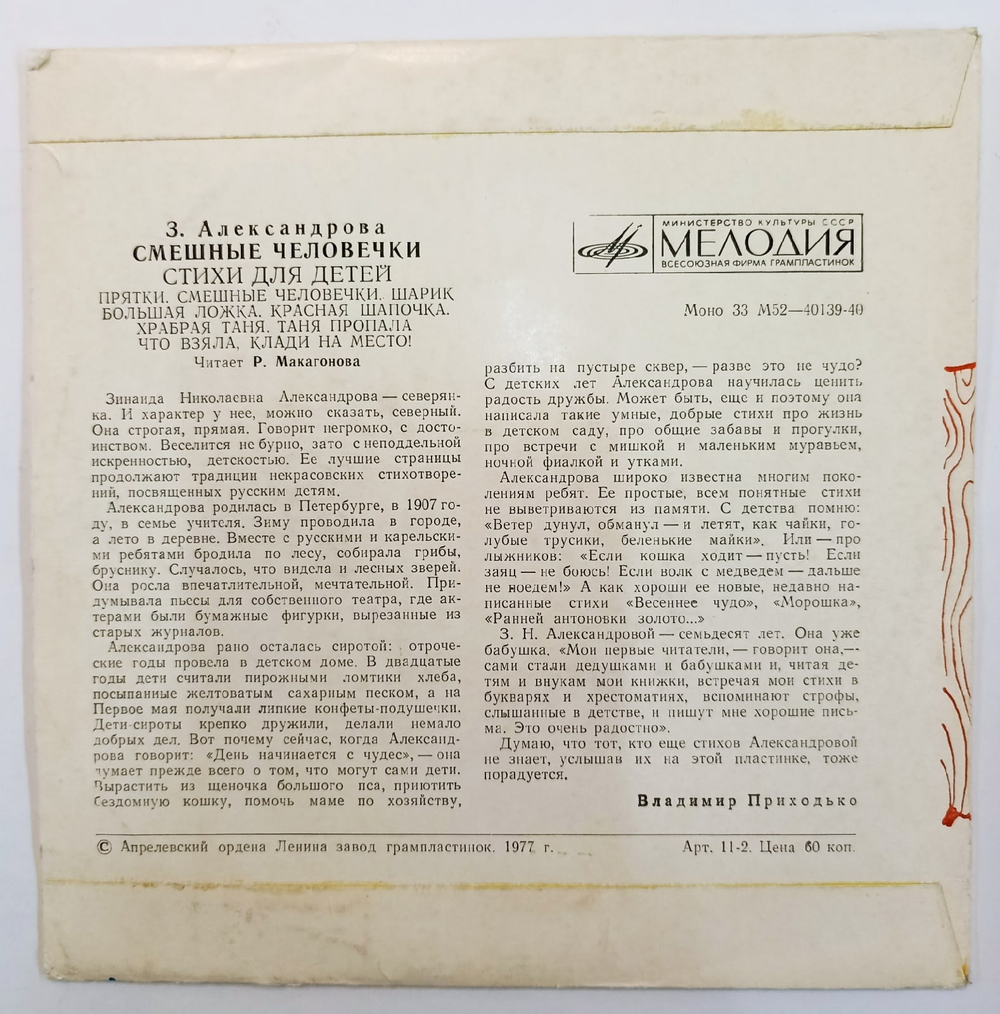 З. Александрова
СМЕШНЫЕ ЧЕЛОВЕЧКИ
СТИХИ ДЛЯ ДЕТЕЙ
ПРЯТКИ. СМЕШНЫЕ ЧЕЛОВЕЧКИ. ШАРИК
БОЛЬШАЯ ЛОЖКА. КРАСНАЯ ШАПОЧКА.
ХРАБРАЯ ТАНЯ. ТАНЯ ПРОПАЛА
ЧТО ВЗЯЛА, КЛАДИ НА МЕСТО!
Читает Р. Макагонова
МИНИСТЕРСТВО КУЛЬТУРЫ СССР
МЕЛОДИЯ
ВСЕСОЮЗНАЯ ФИРМА ГРАМПЛАСТИНОК
Моно 33 М52—40139-40
Зинаида Николаевна Александрова — северян-
ка. И характер у нее, можно сказать, северный.
Она строгая, прямая. Говорит негромко, с досто-
инством. Веселится не бурно, зато с неподдельной
искренностью, детскостью. Ее лучшие страницы
продолжают традиции некрасовских стихотворе-
ний, посвященных русским детям.
Александрова родилась в Петербурге, в 1907 го-
ду, в семье учителя. Зиму проводила в городе,
а лето в деревне. Вместе с русскими и карельски-
ми ребятами бродила по лесу, собирала грибы,
бруснику. Случалось, что видела и лесных зверей.
Она росла впечатлительной, мечтательной. При-
думывала пьесы для собственного театра, где ак-
терами были бумажные фигурки, вырезанные из
старых журналов.
Александрова рано осталась сиротой: отроче-
ские годы провела в детском доме. В двадцатые
годы дети считали пирожными ломтики хлеба,
посыпанные желтоватым сахарным песком, а на
Первое мая получали липкие конфеты-подушечки.
Дети-сироты крепко дружили, делали немало
добрых дел. Вот почему сейчас, когда Александ-
рова говорит: «День начинается с чудес», — она
думает прежде всего о том, что могут сами дети.
Вырастить из щеночка большого пса, приютить
бездомную кошку, помочь маме по хозяйству,
разбить на пустыре сквер, — разве это не чудо?
С детских лет Александрова научилась ценить
радость дружбы. Может быть, еще и поэтому она
написала такие умные, добрые стихи про жизнь
в детском саду, про общие забавы и прогулки,
про встречи с мишкой и маленьким муравьем,
ночной фиалкой и утками.
Александрова широко известна многим поко-
лениям ребят. Ее простые, всем понятные стихи
не выветриваются из памяти. С детства помню:
«Ветер дунул, обманул — и летят, как чайки, го-
лубые трусики, беленькие майки». Или — про
лыжников: «Если кошка ходит — пусть! Если
заяц — не боюсь! Если волк с медведем — дальше
не поедем!» А как хороши ее новые, недавно на-
писанные стихи «Весеннее чудо», «Морошка»,
«Ранней антоновки золото...»
З. Н. Александровой — семьдесят лет. Она уже
бабушка. «Мои первые читатели, — говорит она, —
сами стали дедушками и бабушками и, читая де-
тям и внукам мои книжки, встречая мои стихи в
букварях и хрестоматиях, вспоминают строфы,
слышанные в детстве, и пишут мне хорошие пись-
ма. Это очень радостно».
Думаю, что тот, кто еще стихов Александровой
не знает, услышав их на этой пластинке, тоже
порадуется.
Владимир Приходько
© Апрелевский ордена Ленина завод грампластинок. 1977 г.
Арт. 11-2. Цена 60 коп.